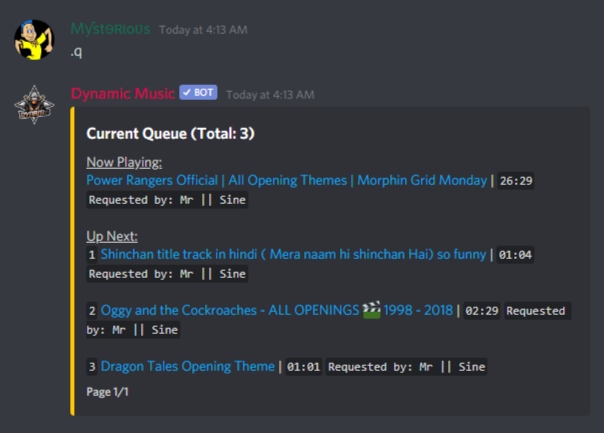 Mysterious Today at 4:13 AM
.q
Dynamic Music ✓ BOT Today at 4:13 AM
Current Queue (Total: 3)
Now Playing:
Power Rangers Official | All Opening Themes | Morphin Grid Monday | 26:29
Requested by: Mr || Sine
Up Next:
1 Shinchan title track in hindi ( Mera naam hi shinchan Hai) so funny | 01:04
Requested by: Mr || Sine
2 Oggy and the Cockroaches - ALL OPENINGS 🎬 1998 - 2018 | 02:29 Requested
by: Mr || Sine
3 Dragon Tales Opening Theme | 01:01 Requested by: Mr || Sine
Page 1/1